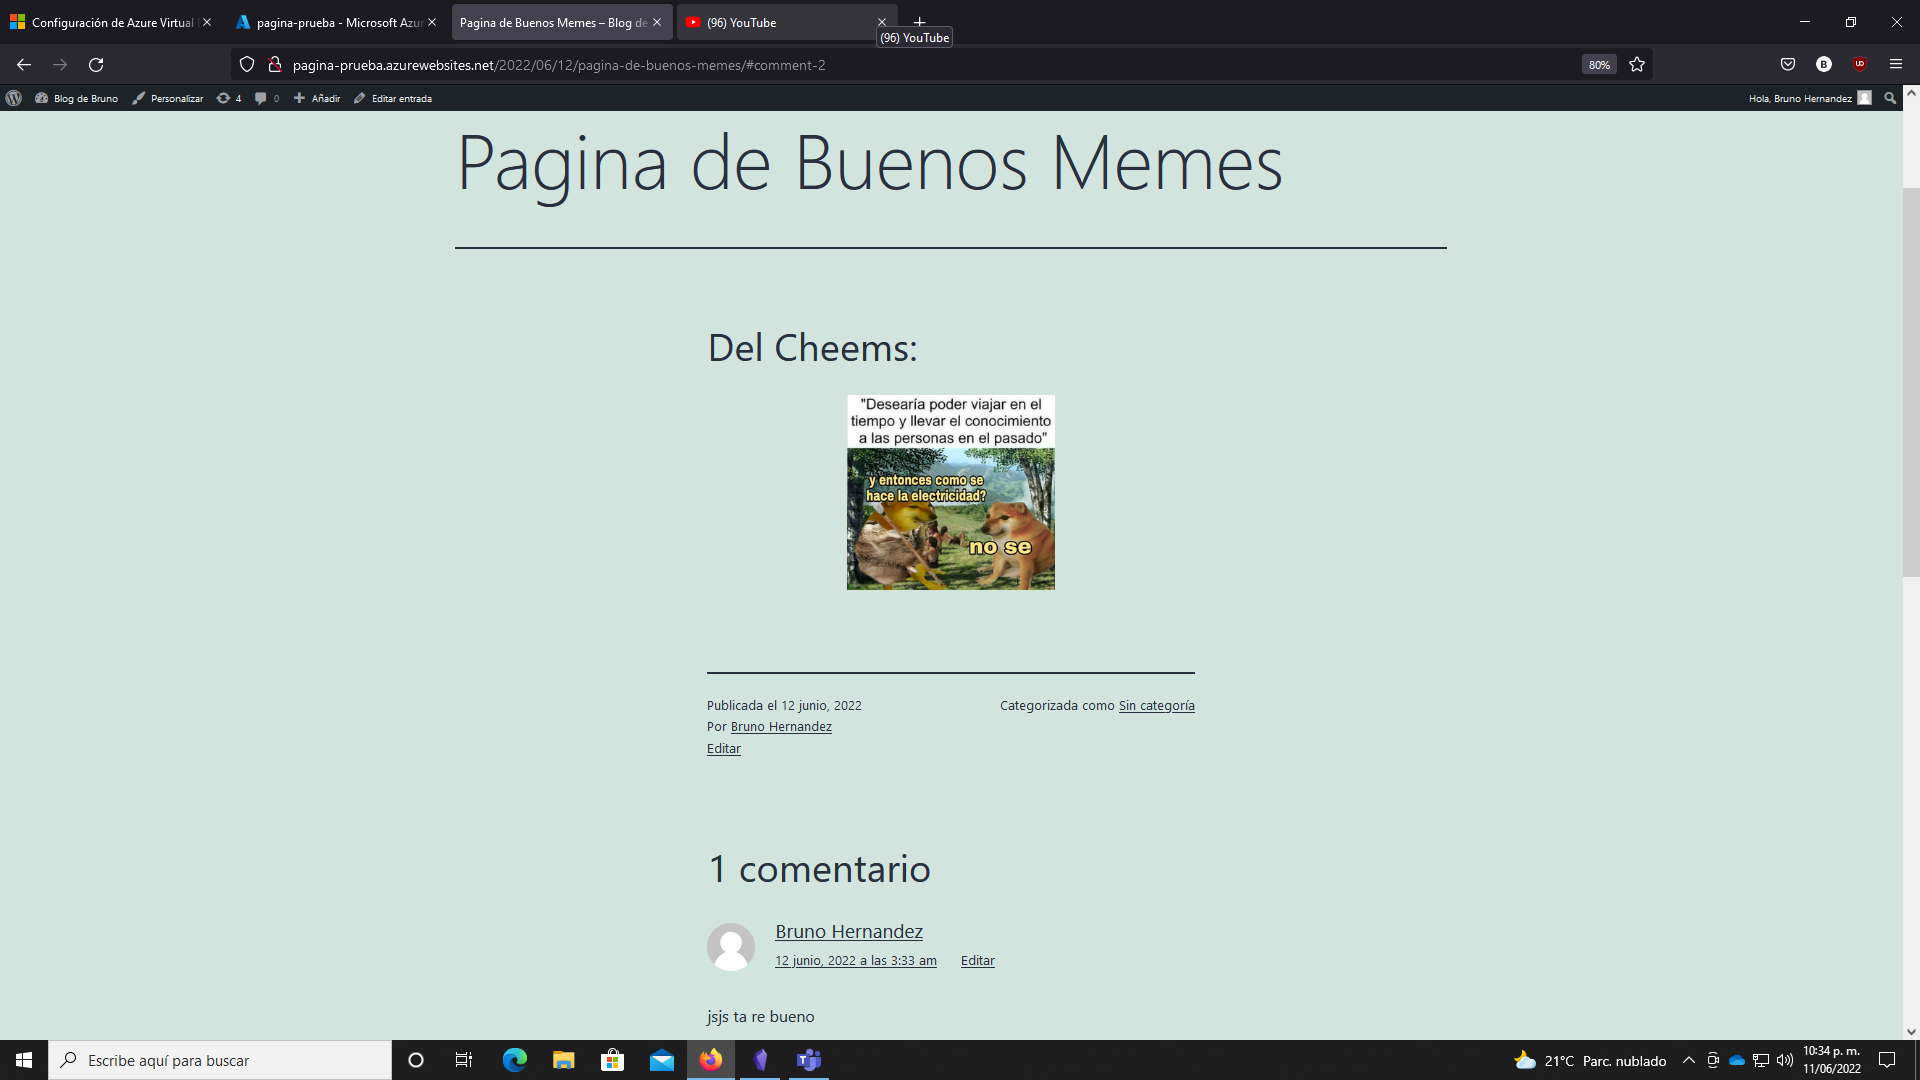 Configuración de Azure Virtual
pagina-prueba - Microsoft Azur
Pagina de Buenos Memes – Blog de
(96) YouTube
(96) YouTube
pagina-prueba.azurewebsites.net/2022/06/12/pagina-de-buenos-memes/#comment-2
80%
B
Blog de Bruno
Personalizar
4
0
Añadir
Editar entrada
Hola, Bruno Hernandez
Pagina de Buenos Memes
Del Cheems:
"Desearía poder viajar en el
tiempo y llevar el conocimiento
a las personas en el pasado"
y entonces como se
hace la electricidad?
no se
Publicada el 12 junio, 2022
Categorizada como Sin categoría
Por Bruno Hernandez
Editar
1 comentario
Bruno Hernandez
12 junio, 2022 a las 3:33 am
Editar
jsjs ta re bueno
Escribe aquí para buscar
21°C Parc. nublado
10:34 p. m.
11/06/2022